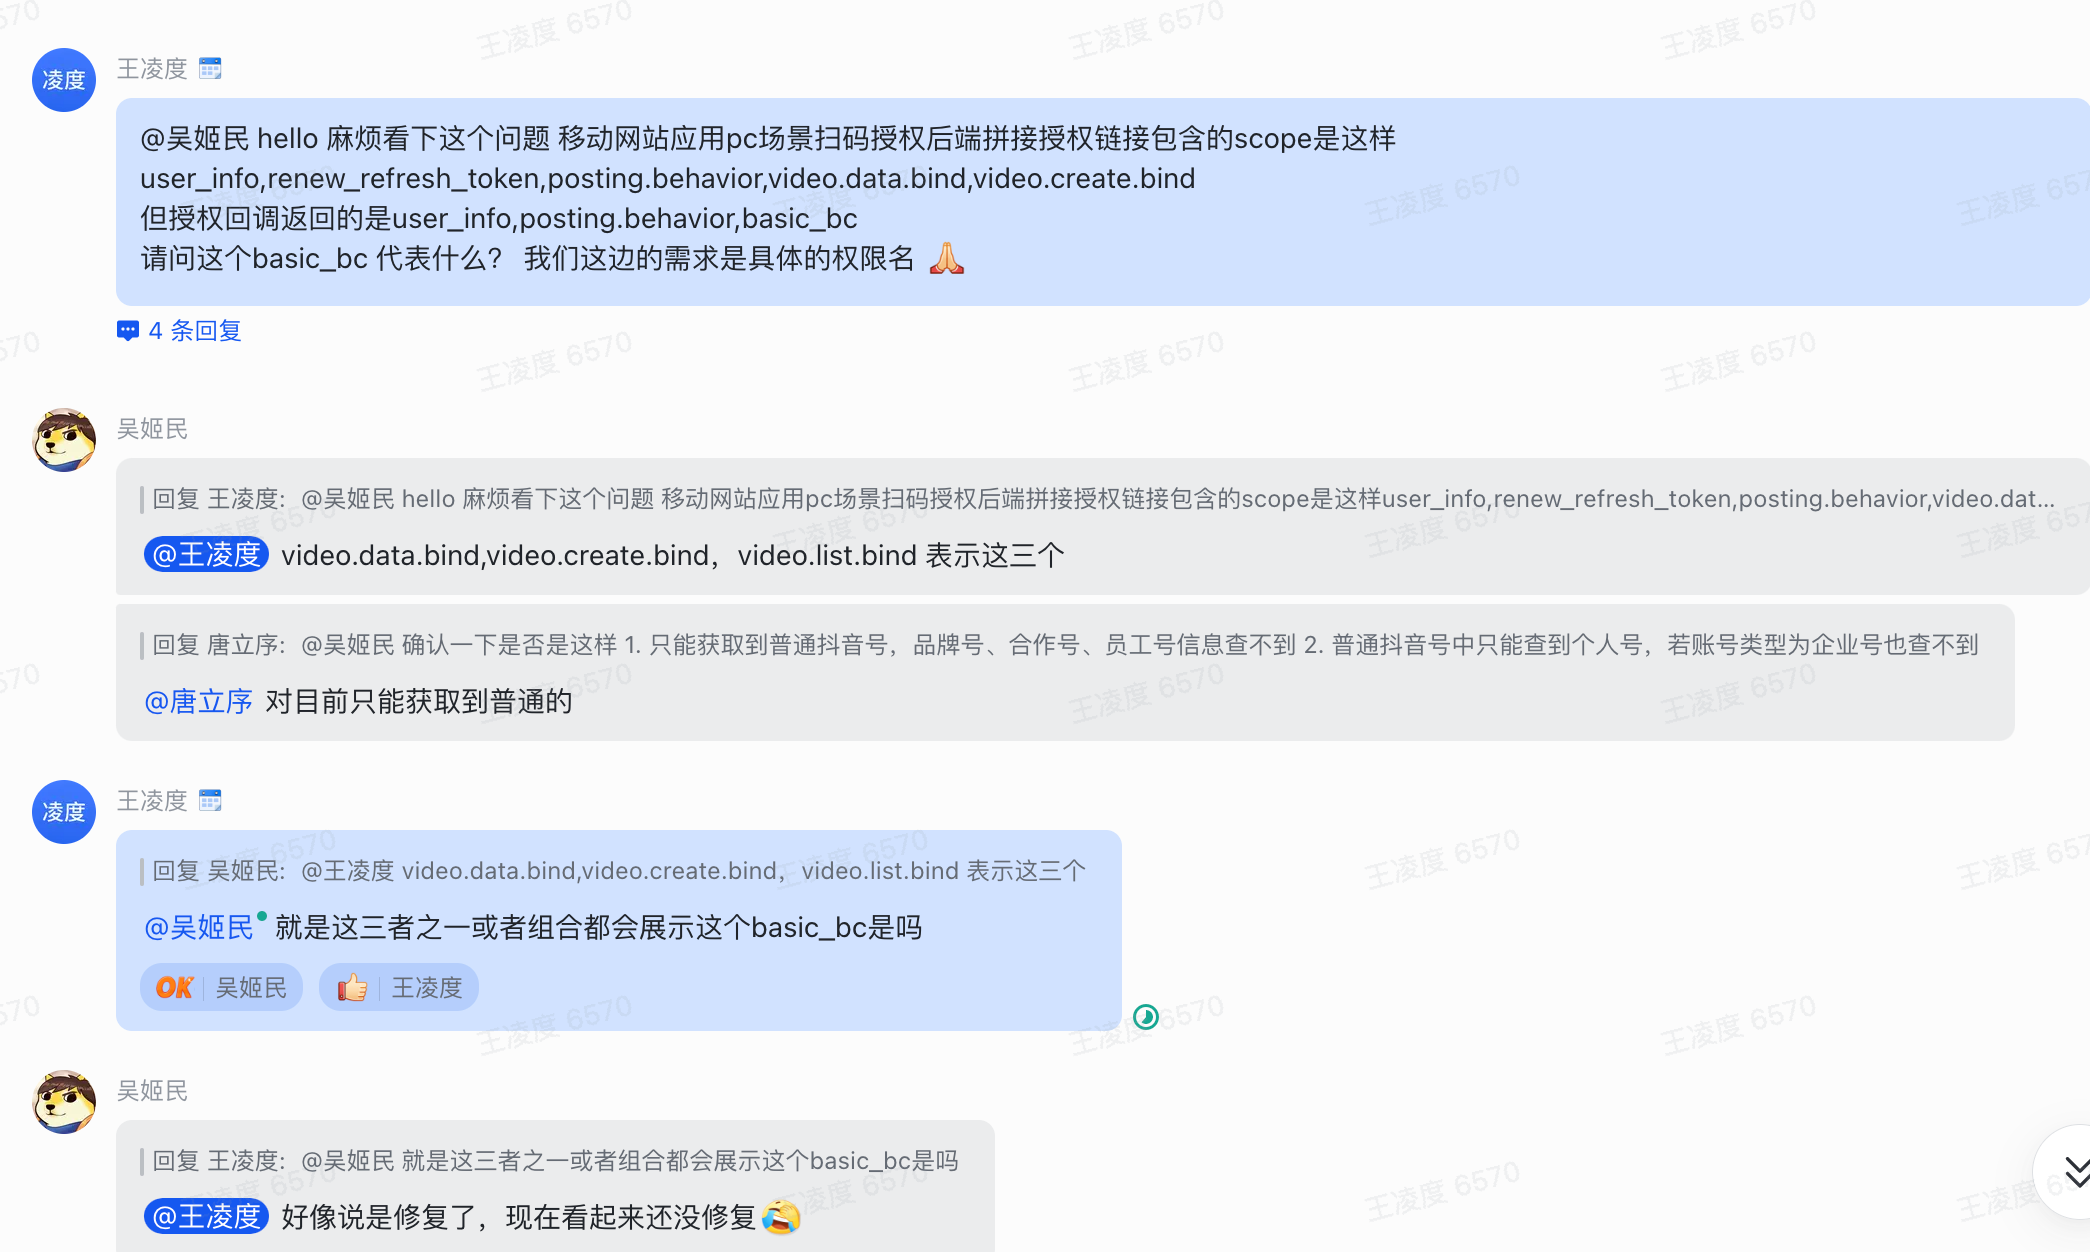 凌度
王凌度
@吴姬民 hello 麻烦看下这个问题 移动网站应用pc场景扫码授权后端拼接授权链接包含的scope是这样
user_info,renew_refresh_token,posting.behavior,video.data.bind,video.create.bind
但授权回调返回的是user_info,posting.behavior,basic_bc
请问这个basic_bc 代表什么？ 我们这边的需求是具体的权限名
4 条回复
吴姬民
回复 王凌度: @吴姬民 hello 麻烦看下这个问题 移动网站应用pc场景扫码授权后端拼接授权链接包含的scope是这样user_info,renew_refresh_token,posting.behavior,video.dat...
@王凌度 video.data.bind,video.create.bind，video.list.bind 表示这三个
回复 唐立序: @吴姬民 确认一下是否是这样 1. 只能获取到普通抖音号，品牌号、合作号、员工号信息查不到 2. 普通抖音号中只能查到个人号，若账号类型为企业号也查不到
@唐立序 对目前只能获取到普通的
凌度
王凌度
回复 吴姬民: @王凌度 video.data.bind,video.create.bind，video.list.bind 表示这三个
@吴姬民 就是这三者之一或者组合都会展示这个basic_bc是吗
OK 吴姬民 王凌度
吴姬民
回复 王凌度: @吴姬民 就是这三者之一或者组合都会展示这个basic_bc是吗
@王凌度 好像说是修复了，现在看起来还没修复
王凌度 6570